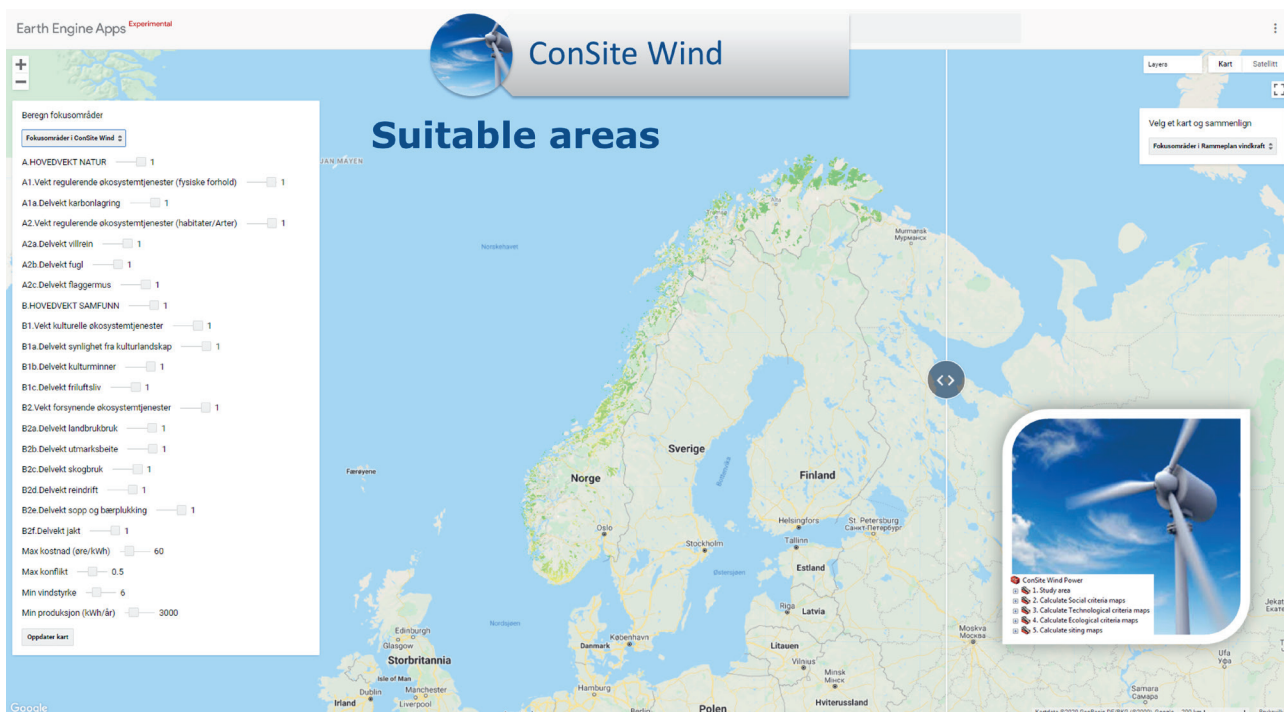 Earth Engine Apps Experimental
ConSite Wind
Suitable areas
+
−
Beregn fokusområder
Fokusområder i ConSite Wind
A.HOVEDVEKT NATUR 1
A1.Vekt regulerende økosystemtjenester (fysiske forhold) 1
A1a.Delvekt karbonlagring 1
A2.Vekt regulerende økosystemtjenester (habitater/Arter) 1
A2a.Delvekt villrein 1
A2b.Delvekt fugl 1
A2c.Delvekt flaggermus 1
B.HOVEDVEKT SAMFUNN 1
B1.Vekt kulturelle økosystemtjenester 1
B1a.Delvekt synlighet fra kulturlandskap 1
B1b.Delvekt kulturminner 1
B1c.Delvekt friluftsliv 1
B2.Vekt forsynende økosystemtjenester 1
B2a.Delvekt landbrukbruk 1
B2b.Delvekt utmarksbeite 1
B2c.Delvekt skogbruk 1
B2d.Delvekt reindrift 1
B2e.Delvekt sopp og bærplukking 1
B2f.Delvekt jakt 1
Max kostnad (øre/kWh) 60
Max konflikt 0.5
Min vindstyrke 6
Min produksjon (kWh/år) 3000
Oppdater kart
Layers
Kart Satellitt
Velg et kart og sammenlign
Fokusområder i Rammeplan vindkraft
JAN MAYEN
Norskehavet
Tromsø
Alta
Murmansk
Мурманск
Færøyene
Norge
Sverige
Finland
Oslo
Stockholm
Helsingfors
St. Petersburg
Санкт-Петербург
Tallinn
Estland
Østersjøen
Riga
Latvia
Nordsjøen
Edinburgh
Glasgow
Storbritannia
Isle of Man
Dublin
Irland
Manchester
Liverpool
København
Danmark
Hamburg
Berlin
Polen
Litauen
Vilnius
Minsk
Мінск
Hviterussland
Moskva
Москва
Ufa
Уфа
Samara
Самара
ConSite Wind Power
1. Study area
2. Calculate Social criteria maps
3. Calculate Technological criteria maps
4. Calculate Ecological criteria maps
5. Calculate siting maps
Google